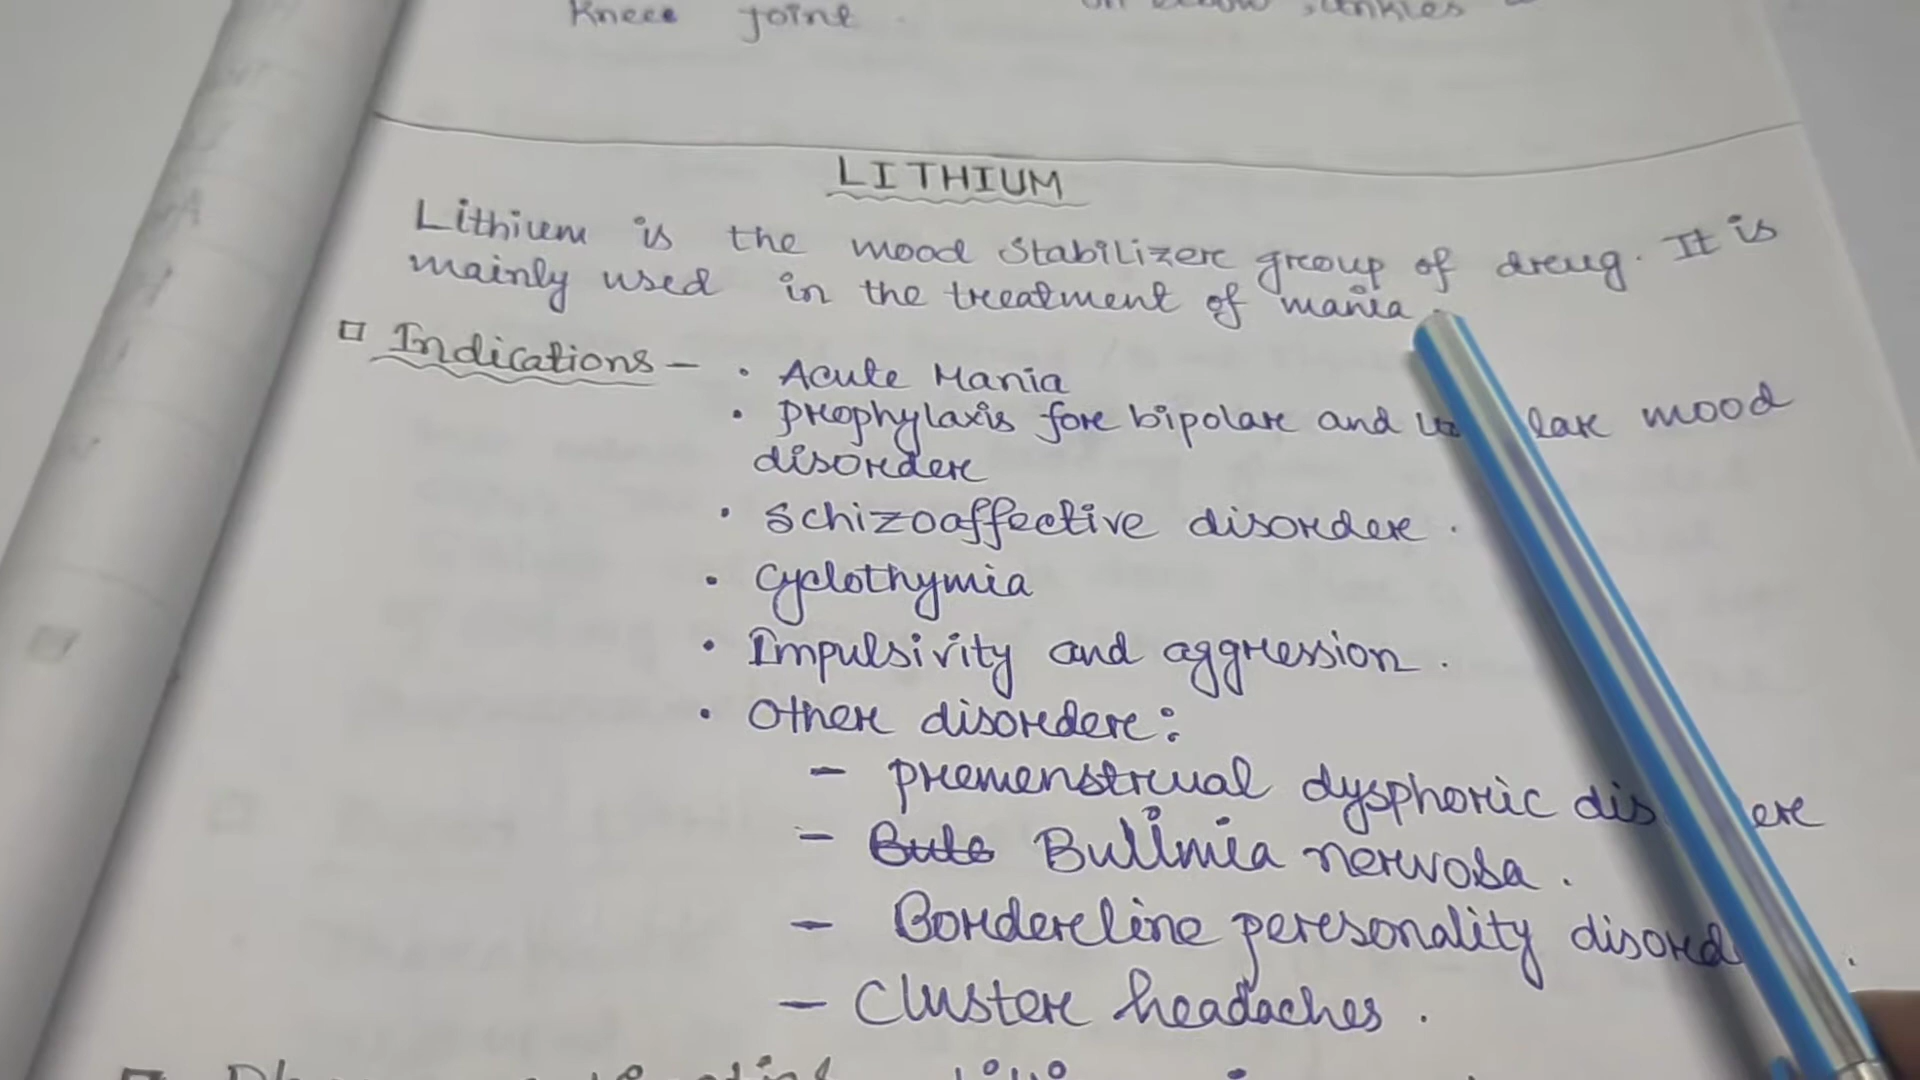 Knee joint
LITHIUM
Lithium is the mood stabilizer group of drug. It is
mainly used in the treatment of mania.
Indications - • Acute Mania
• prophylaxis for bipolar and mood
disorder
• Schizoaffective disorder.
• Cyclothymia
• Impulsivity and aggression.
• Other disorder:
- premenstrual dysphoric
- Bulimia nervosa.
- Borderline personality
- Cluster headaches.